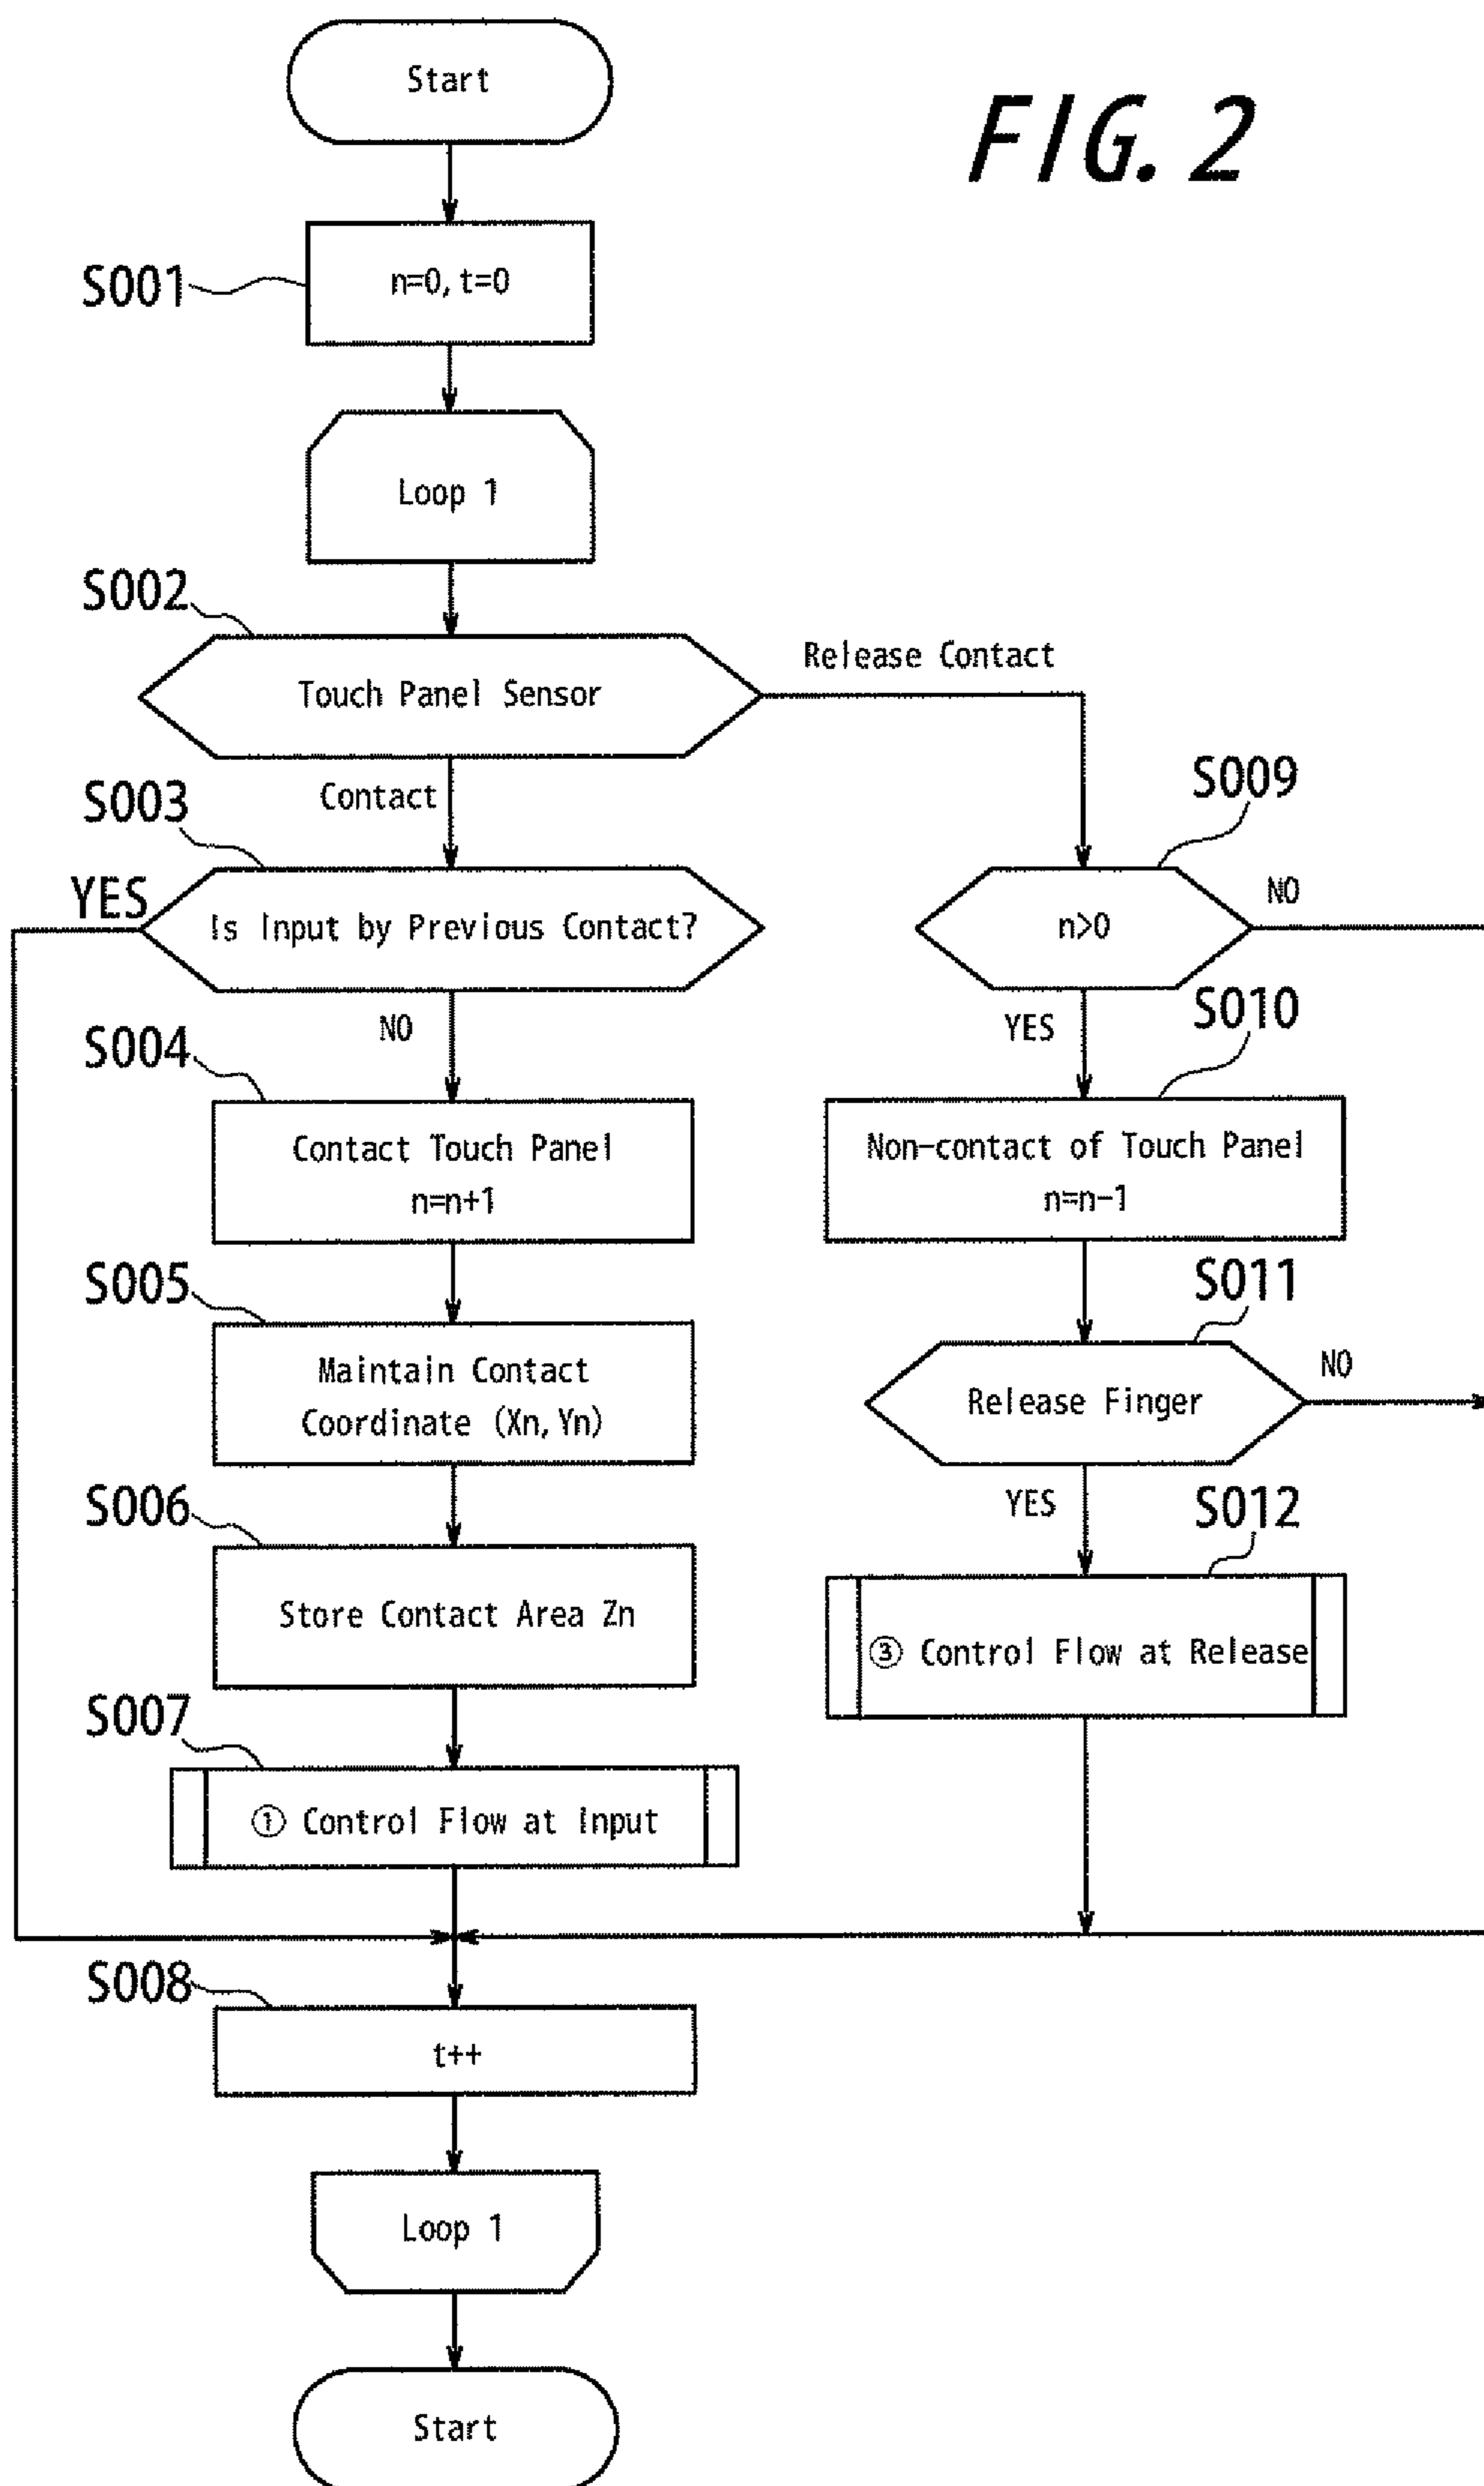 FIG. 2
Start
S001
n=0, t=0
Loop 1
S002
Touch Panel Sensor
Release Contact
Contact
S003
YES
Is Input by Previous Contact?
NO
S004
Contact Touch Panel
n=n+1
S005
Maintain Contact
Coordinate (Xn, Yn)
S006
Store Contact Area Zn
S007
① Control Flow at Input
S009
n>0
NO
YES
S010
Non-contact of Touch Panel
n=n-1
S011
Release Finger
NO
YES
S012
③ Control Flow at Release
S008
t++
Loop 1
Start